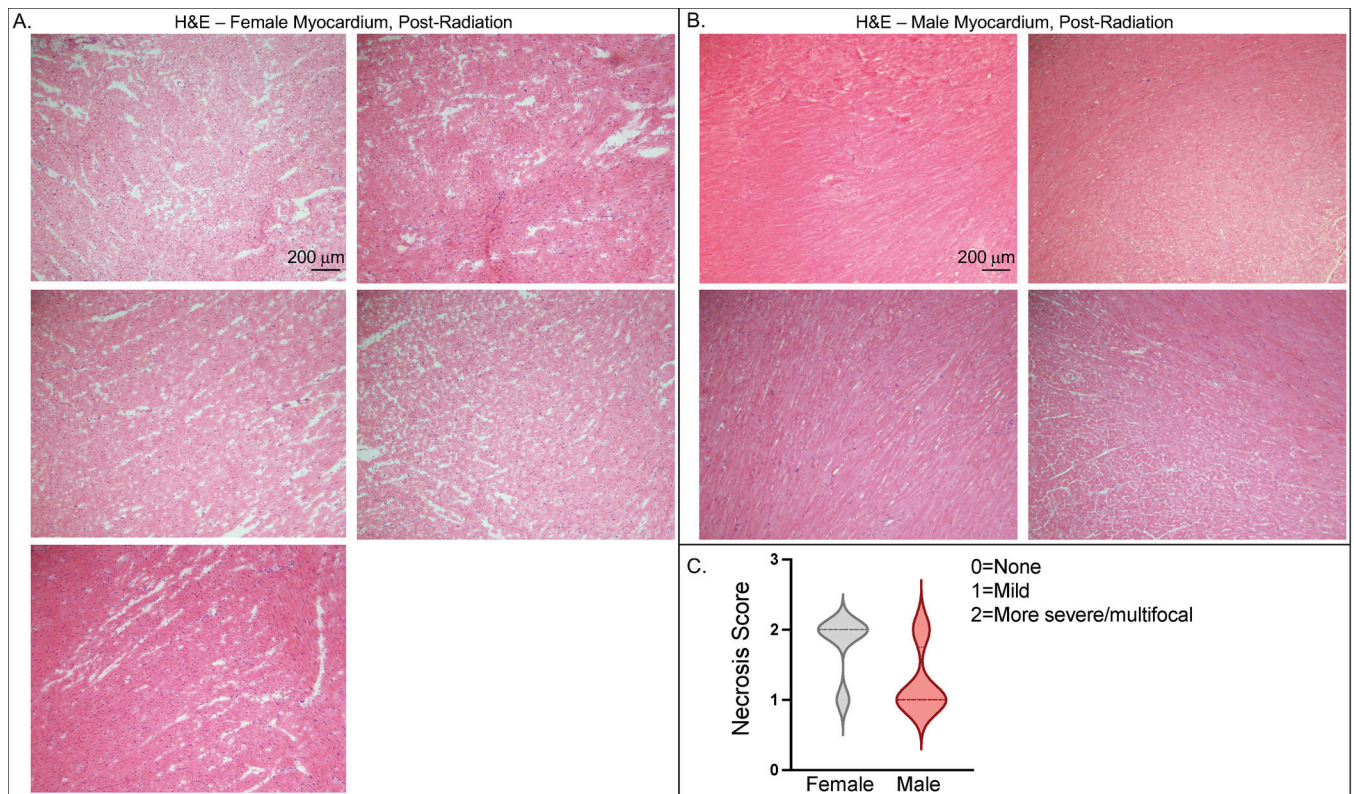 A.
H&E – Female Myocardium, Post-Radiation
200 μm
B.
H&E – Male Myocardium, Post-Radiation
200 μm
C.
Necrosis Score
3
2
1
0
Female
Male
0=None
1=Mild
2=More severe/multifocal